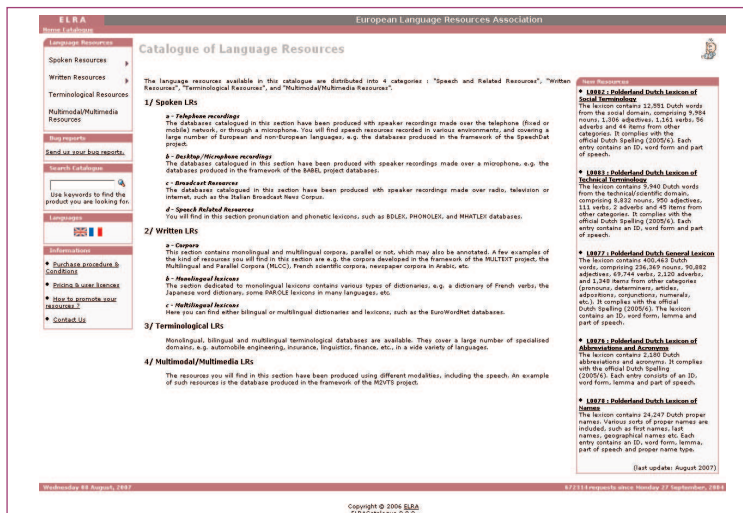 ELRA
European Language Resources Association
Home Catalogue
Language Resources
Spoken Resources
Written Resources
Terminological Resources
Multimodal/Multimedia
Resources
Bug reports
Send us your bug reports.
Search Catalogue
Use keywords to find the
product you are looking for.
Languages
Informations
Purchase procedure &
Conditions
Pricing & user licences
How to promote your
resources ?
Contact Us
Catalogue of Language Resources
The language resources available in this catalogue are distributed into 4 categories : "Speech and Related Resources", "Written
Resources", "Terminological Resources", and "Multimodal/Multimedia Resources".
1/ Spoken LRs
a - Telephone recordings
The databases catalogued in this section have been produced with speaker recordings made over the telephone (fixed or
mobile) network, or through a microphone. You will find speech resources recorded in various environments, and covering a
large number of European and non-European languages, e.g. the databases produced in the framework of the SpeechDat
project.
b - Desktop/Microphone recordings
The databases catalogued in this section have been produced with speaker recordings made over a microphone, e.g. the
databases produced in the framework of the BABEL project databases.
c - Broadcast Resources
The databases catalogued in this section have been produced with speaker recordings made over radio, television or
internet, such as the Italian Broadcast News Corpus.
d - Speech Related Resources
You will find in this section pronunciation and phonetic lexicons, such as BDLEX, PHONOLEX, and MHATLEX databases.
2/ Written LRs
a - Corpora
This section contains monolingual and multilingual corpora, parallel or not, which may also be annotated. A few examples of
the kind of resources you will find in this section are e.g. the corpora developed in the framework of the MULTEXT project, the
Multilingual and Parallel Corpora (MLCC), French scientific corpora, newspaper corpora in Arabic, etc.
b - Monolingual lexicons
The section dedicated to monolingual lexicons contains various types of dictionaries, e.g. a dictionary of French verbs, the
Japanese word dictionary, some PAROLE lexicons in many languages, etc.
c - Multilingual lexicons
Here you can find either bilingual or multilingual dictionaries and lexicons, such as the EuroWordNet databases.
3/ Terminological LRs
Monolingual, bilingual and multilingual terminological databases are available. They cover a large number of specialised
domains, e.g. automobile engineering, insurance, linguistics, finance, etc., in a wide variety of languages.
4/ Multimodal/Multimedia LRs
The resources you will find in this section have been produced using different modalities, including the speech. An example
of such resources is the database produced in the framework of the M2VTS project.
New Resources
L0082 : Polderland Dutch Lexicon of
Social Terminology
The lexicon contains 12,551 Dutch words
from the social domain, comprising 9,984
nouns, 1,306 adjectives, 1,161 verbs, 56
adverbs and 44 items from other
categories. It complies with the
official Dutch Spelling (2005/6). Each
entry contains an ID, word form and part
of speech.
L0083 : Polderland Dutch Lexicon of
Technical Terminology
The lexicon contains 9,940 Dutch words
from the technical/scientific domain,
comprising 8,832 nouns, 950 adjectives,
111 verbs, 2 adverbs and 45 items from
other categories. It complies with the
official Dutch Spelling (2005/6). Each
entry contains an ID, word form and part
of speech.
L0077 : Polderland Dutch General Lexicon
The lexicon contains 400,463 Dutch
words, comprising 236,369 nouns, 90,882
adjectives, 69,744 verbs, 2,120 adverbs,
and 1,348 items from other categories
(pronouns, determiners, articles,
adpositions, conjunctions, numerals,
etc.). It complies with the official
Dutch Spelling (2005/6). The lexicon
contains an ID, word form, lemma and
part of speech.
L0076 : Polderland Dutch Lexicon of
Abbreviations and Acronyms
The lexicon contains 2,180 Dutch
abbreviations and acronyms. It complies
with the official Dutch Spelling
(2005/6). Each entry consists of an ID,
word form, lemma and part of speech.
L0078 : Polderland Dutch Lexicon of
Names
The lexicon contains 24,247 Dutch proper
names. Various sorts of proper names are
included, such as first names, last
names, geographical names etc. Each
entry contains an ID, word form, lemma,
part of speech and proper name type.
(last update: August 2007)
Wednesday 08 August, 2007
672314 requests since Monday 27 September, 2004
Copyright © 2006 ELRA